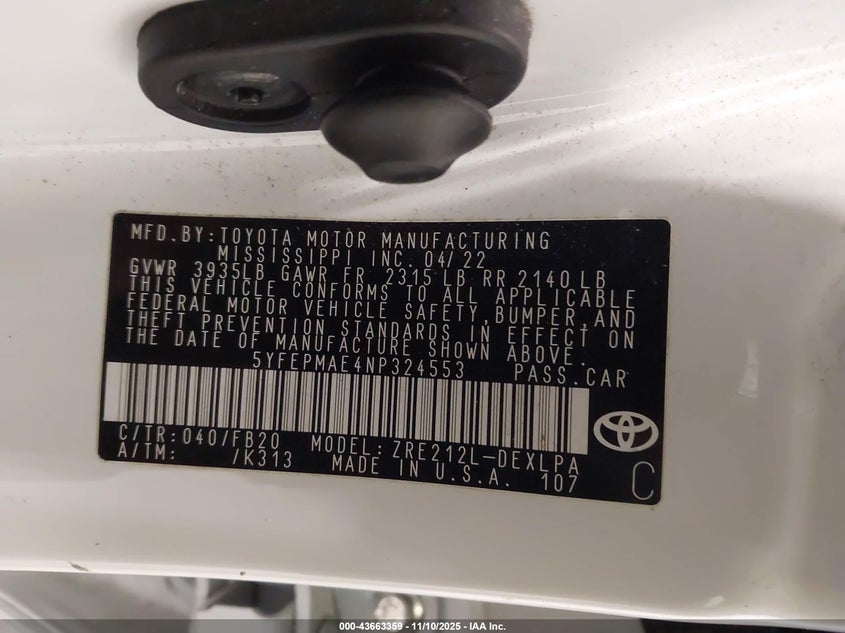 MFD.BY:TOYOTA MOTOR MANUFACTURING
MISSISSIPPI INC. 04/22
GVWR 3935LB GAWR FR 2315 LB RR 2140 LB
THIS VEHICLE CONFORMS TO ALL APPLICABLE
FEDERAL MOTOR VEHICLE SAFETY,BUMPER,AND
THEFT PREVENTION STANDARDS IN EFFECT ON
THE DATE OF MANUFACTURE SHOWN ABOVE.
5YFEPMAE4NP324553 PASS.CAR
C/TR:040/FB20 MODEL:ZRE212L-DEXLPA
A/TM: /K313 MADE IN U.S.A. 107
C
000-43663359 - 11/10/2025 - IAA Inc.